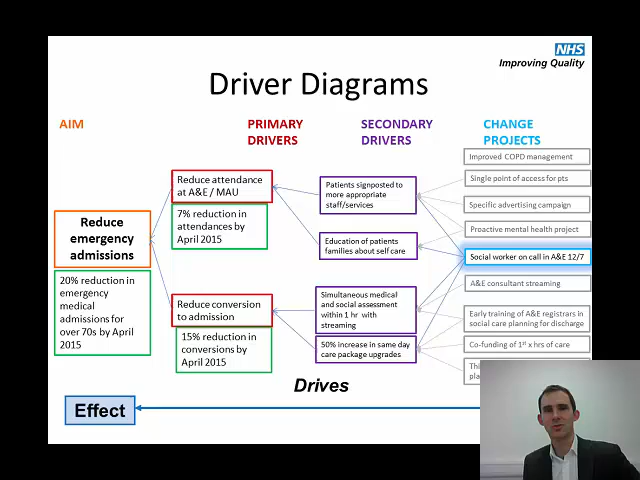 NHS
Improving Quality
Driver Diagrams
AIM
PRIMARY
DRIVERS
SECONDARY
DRIVERS
CHANGE
PROJECTS
Reduce
emergency
admissions
20% reduction in
emergency
medical
admissions for
over 70s by April
2015
Reduce attendance
at A&E / MAU
7% reduction in
attendances by
April 2015
Reduce conversion
to admission
15% reduction in
conversions by
April 2015
Patients signposted to
more appropriate
staff/services
Education of patients
families about self care
Simultaneous medical
and social assessment
within 1 hr with
streaming
50% increase in same day
care package upgrades
Improved COPD management
Single point of access for pts
Specific advertising campaign
Proactive mental health project
Social worker on call in A&E 12/7
A&E consultant streaming
Early training of A&E registrars in
social care planning for discharge
Co-funding of 1st x hrs of care
Drives
Effect